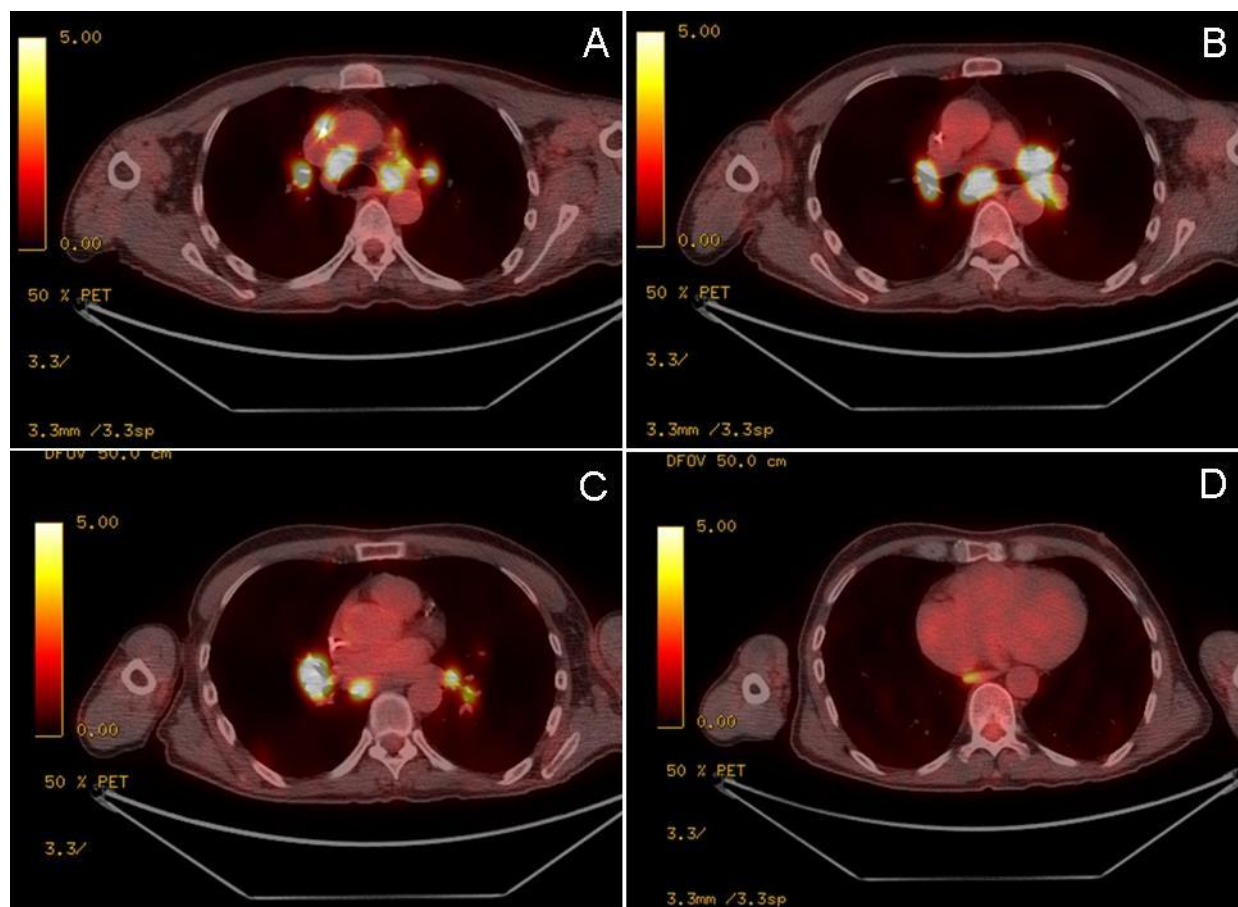 5.00
A
0.00
50 % PET
3.3/
3.3mm /3.3sp
5.00
B
0.00
50 % PET
3.3/
3.3mm /3.3sp
DFOV 50.0 cm
5.00
C
0.00
50 % PET
3.3/
DFOV 50.0 cm
5.00
D
0.00
50 % PET
3.3/
3.3mm /3.3sp